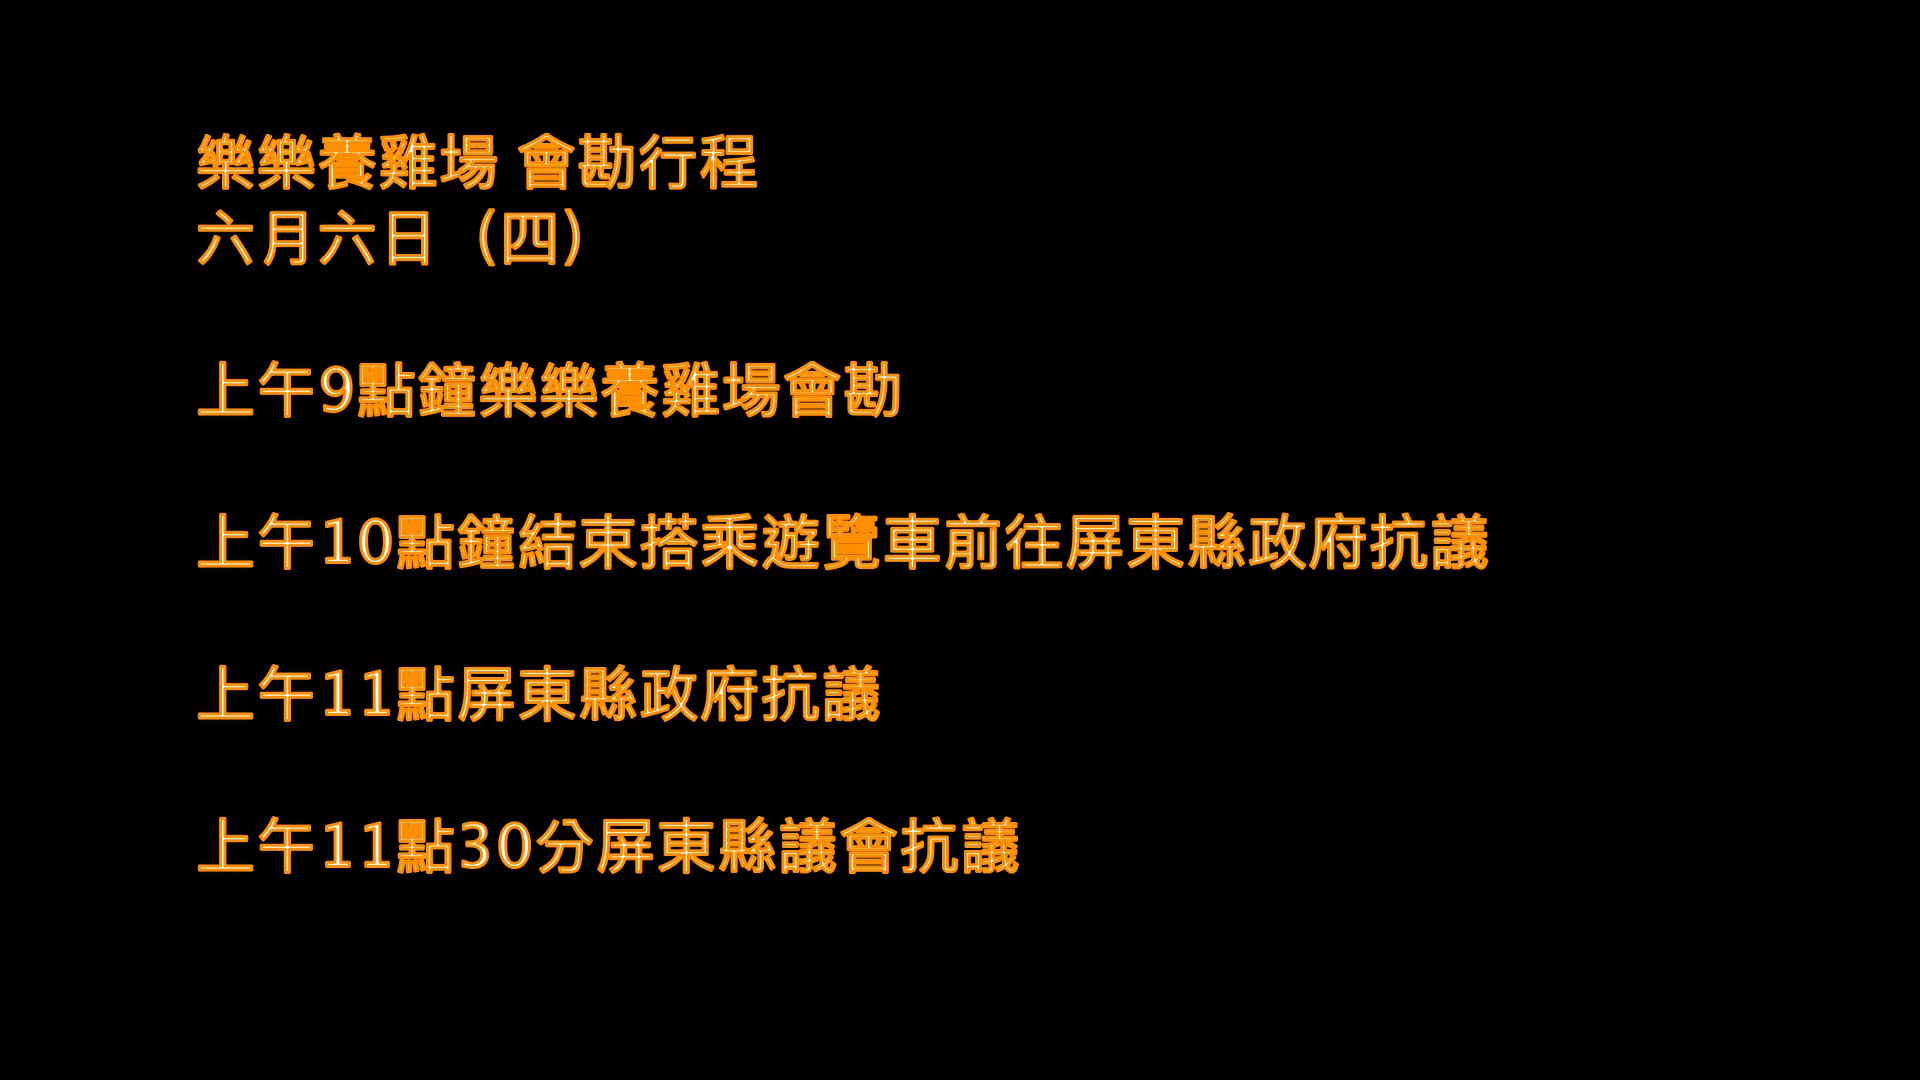 樂樂養雞場 會勘行程
六月六日（四）
上午9點鐘樂樂養雞場會勘
上午10點鐘結束搭乘遊覽車前往屏東縣政府抗議
上午11點屏東縣政府抗議
上午11點30分屏東縣議會抗議